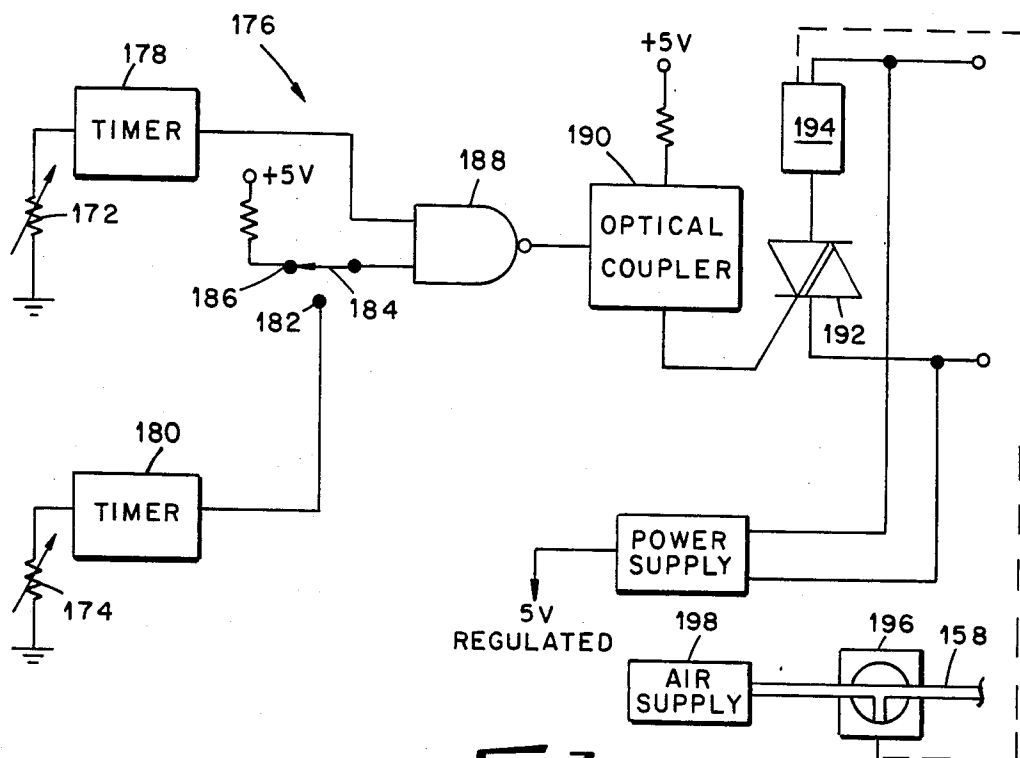 176
178
TIMER
172
+5V
186
184
182
188
+5V
190
OPTICAL
COUPLER
194
192
180
TIMER
174
POWER
SUPPLY
5V
REGULATED
198
AIR
SUPPLY
196
158